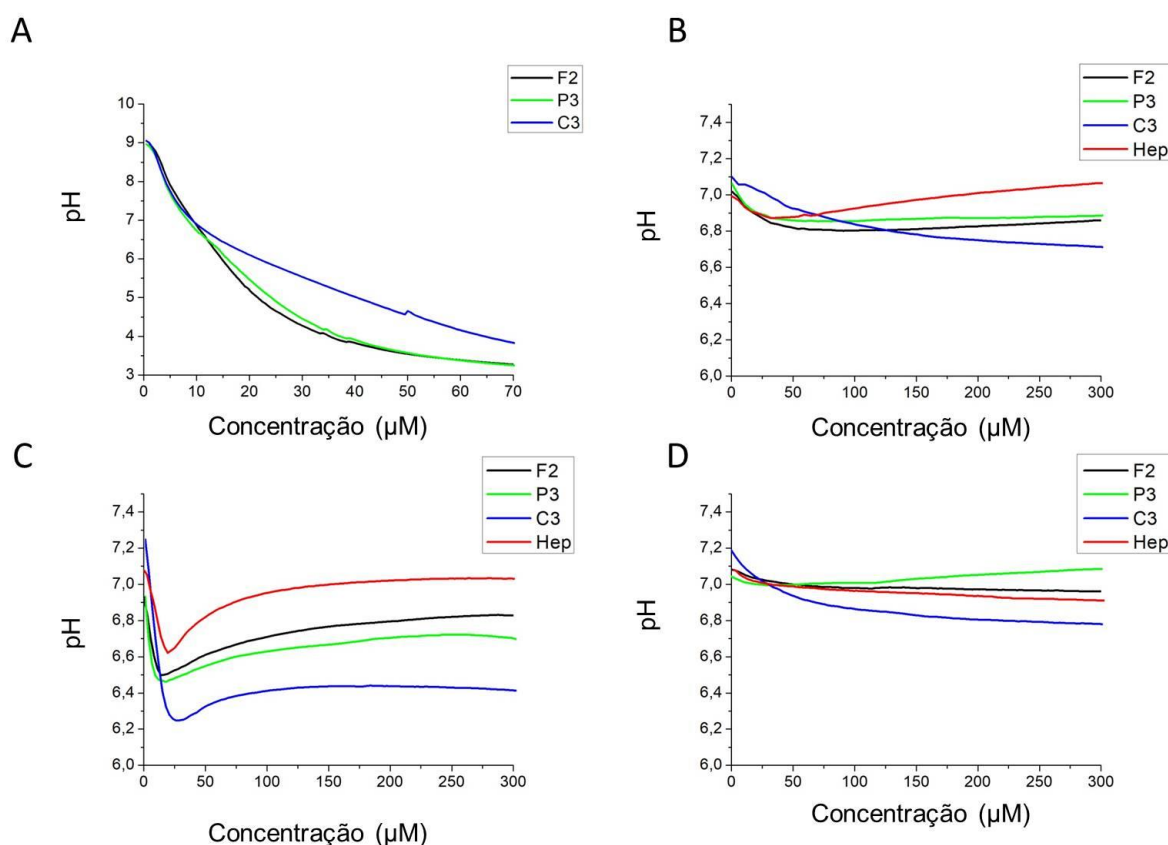 A
F2
P3
C3
10
9
8
7
6
5
4
3
pH
0 10 20 30 40 50 60 70
Concentração (µM)
B
F2
P3
C3
Hep
7,4
7,2
7,0
6,8
6,6
6,4
6,2
6,0
pH
0 50 100 150 200 250 300
Concentração (µM)
C
F2
P3
C3
Hep
7,4
7,2
7,0
6,8
6,6
6,4
6,2
6,0
pH
0 50 100 150 200 250 300
Concentração (µM)
D
F2
P3
C3
Hep
7,4
7,2
7,0
6,8
6,6
6,4
6,2
6,0
pH
0 50 100 150 200 250 300
Concentração (µM)